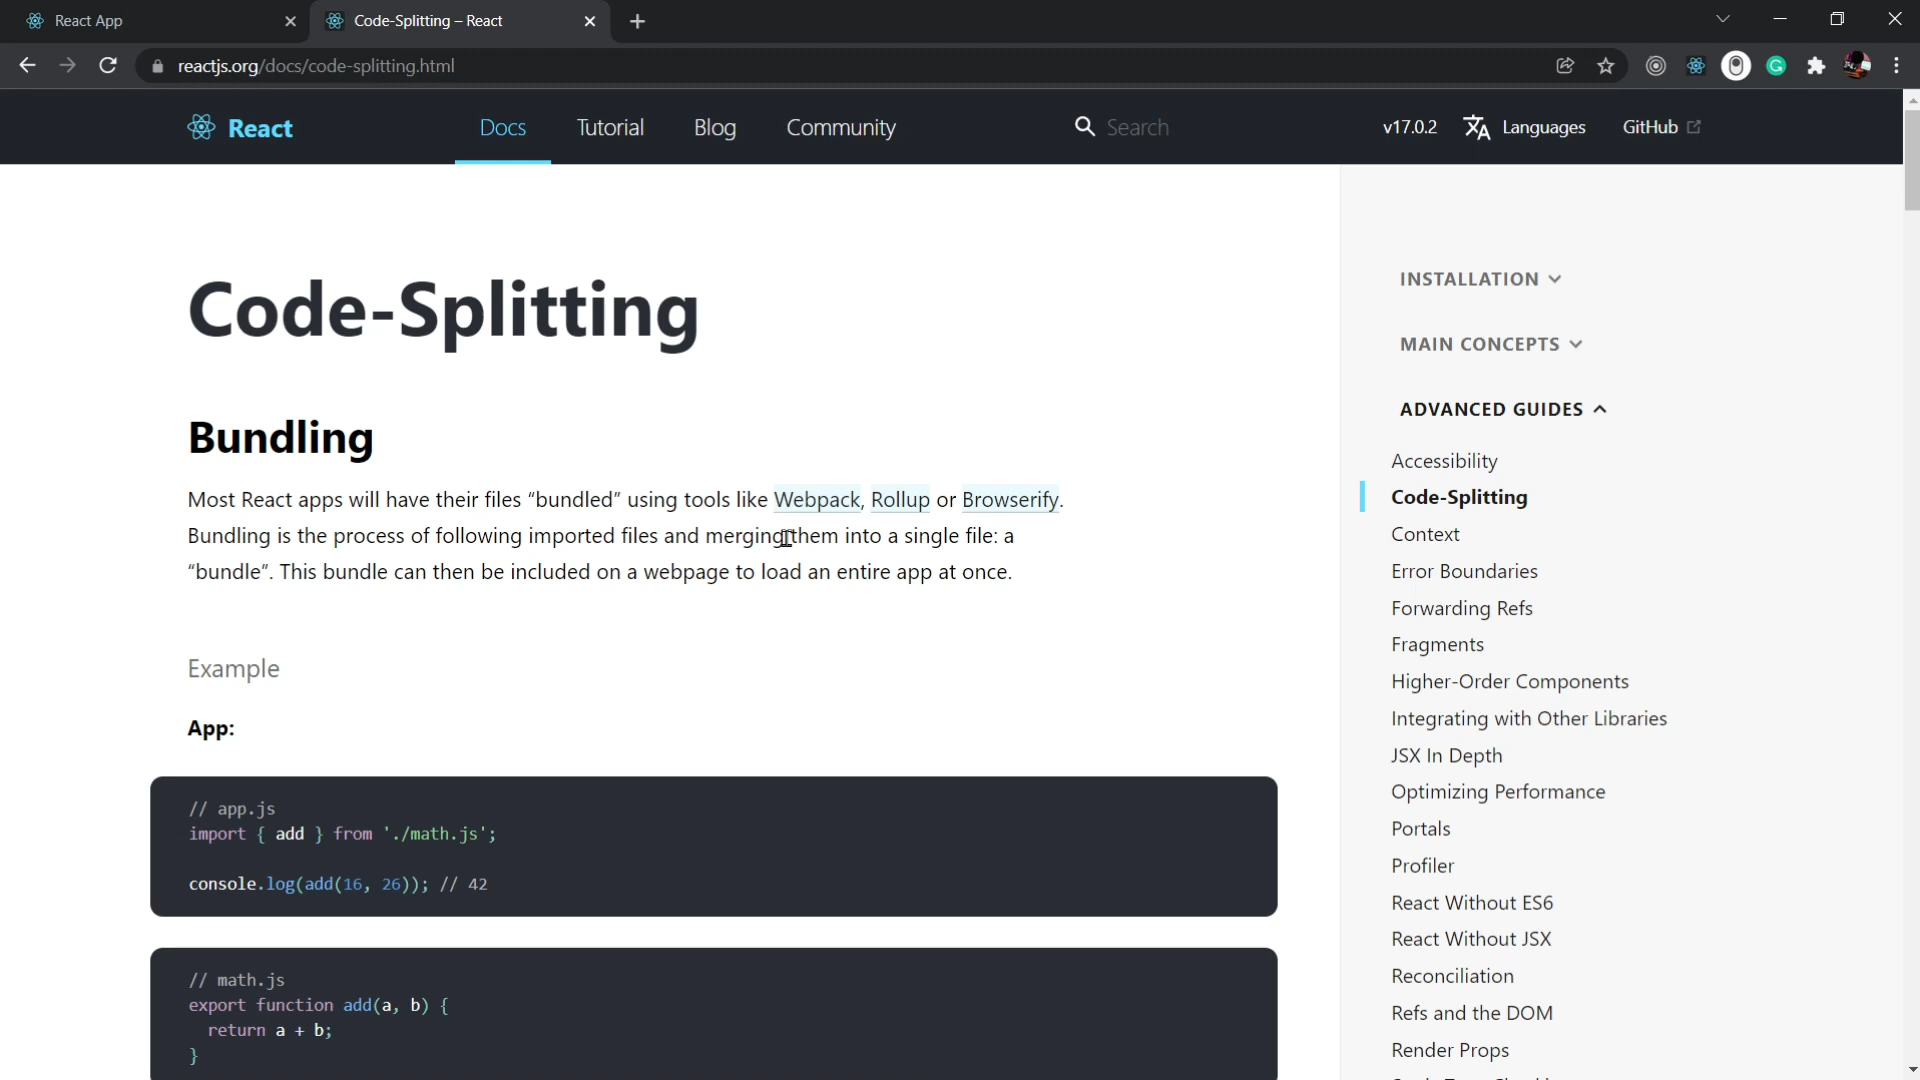 React App
Code-Splitting – React
reactjs.org/docs/code-splitting.html
React
Docs
Tutorial
Blog
Community
Search
v17.0.2
Languages
GitHub
Code-Splitting
Bundling
Most React apps will have their files “bundled” using tools like Webpack, Rollup or Browserify.
Bundling is the process of following imported files and merging them into a single file: a
“bundle”. This bundle can then be included on a webpage to load an entire app at once.
Example
App:
// app.js
import { add } from './math.js';
console.log(add(16, 26)); // 42
// math.js
export function add(a, b) {
return a + b;
}
INSTALLATION
MAIN CONCEPTS
ADVANCED GUIDES
Accessibility
Code-Splitting
Context
Error Boundaries
Forwarding Refs
Fragments
Higher-Order Components
Integrating with Other Libraries
JSX In Depth
Optimizing Performance
Portals
Profiler
React Without ES6
React Without JSX
Reconciliation
Refs and the DOM
Render Props